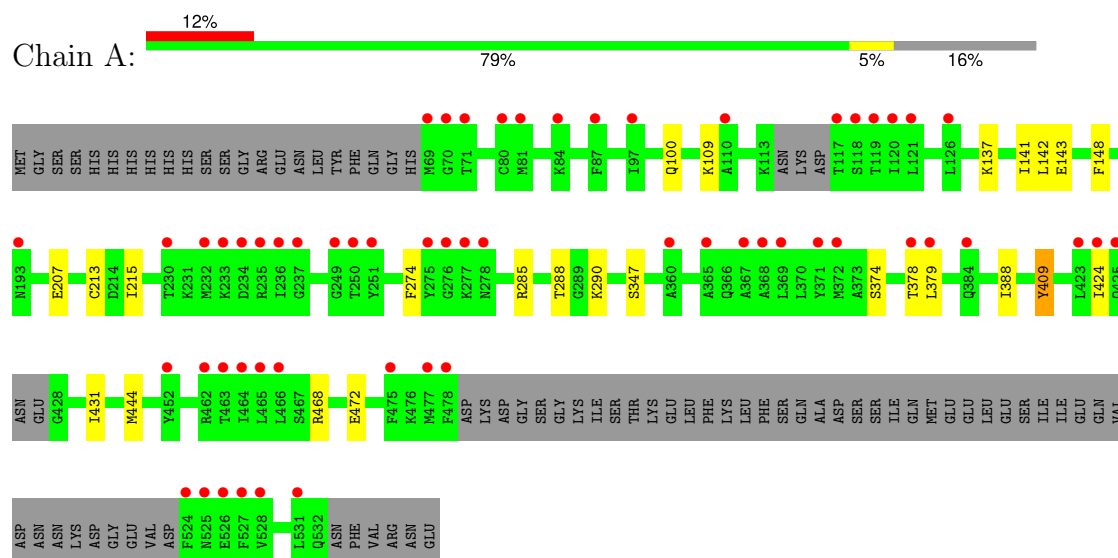 12%
Chain A:
79% 5% 16%
MET GLY SER SER HIS HIS HIS HIS HIS HIS HIS SER SER GLY ARG GLU ASN LEU TYR PHE GLN GLY HIS M69 G70 T71 C80 M81 K84 F87 I97 Q100 K109 A110 K113 ASN LYS ASP T117 S118 T119 I120 L121 L126 K137 I141 L142 E143 F148
N193 E207 C213 D214 I215 T230 K231 M232 K233 D234 R235 I236 G237 G249 T250 Y251 F274 Y275 G276 K277 N278 R285 T288 G289 K290 S347 A360 A365 Q366 A367 A368 L369 L370 Y371 M372 A373 S374 T378 L379 Q384 I388 Y409 L423 I424
ASN GLU G428 I431 M444 Y452 R462 T463 I464 L465 L466 S467 R468 E472 F475 K476 M477 F478 ASP LYS ASP GLY SER GLY LYS ILE SER THR LYS GLU LEU PHE LYS LEU PHE SER GLN ALA ASP SER SER ILE GLN MET GLU GLU LEU GLU SER ILE ILE GLU GLN VAL
ASP ASN ASN LYS ASP GLY GLU VAL ASP F524 N525 E526 F527 V528 L531 Q532 ASN PHE VAL ARG ASN GLU